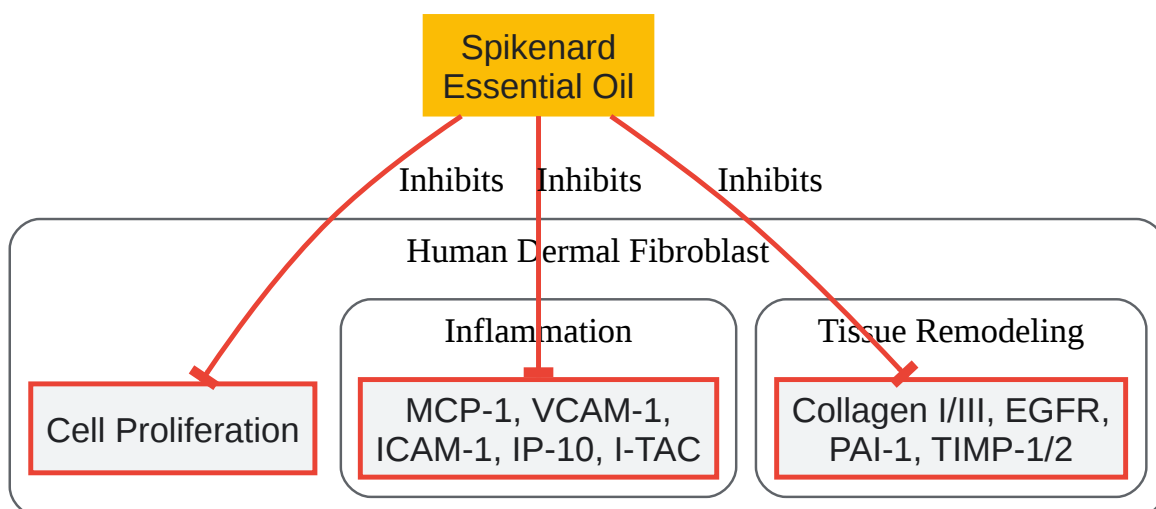 Spikenard
Essential Oil
Inhibits
Inhibits
Inhibits
Human Dermal Fibroblast
Inflammation
Tissue Remodeling
Cell Proliferation
MCP-1, VCAM-1,
ICAM-1, IP-10, I-TAC
Collagen I/III, EGFR,
PAI-1, TIMP-1/2